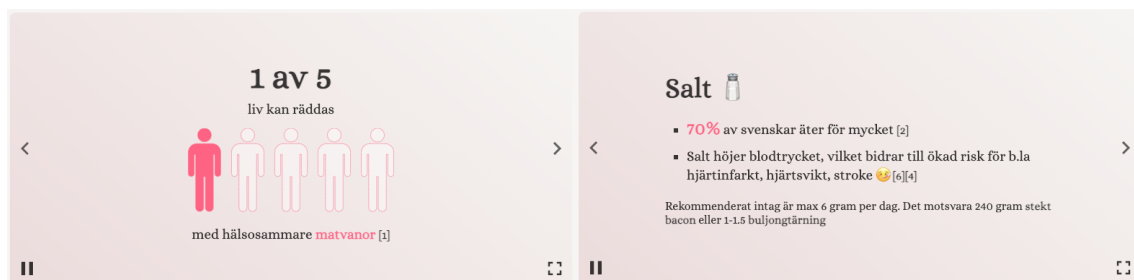 1 av 5
liv kan räddas
med hälsosammare matvanor [1]
Salt
70% av svenskar äter för mycket [2]
Salt höjer blodtrycket, vilket bidrar till ökad risk för b.la
hjärtinfarkt, hjärtsvikt, stroke [6][4]
Rekommenderat intag är max 6 gram per dag. Det motsvara 240 gram stekt
bacon eller 1-1.5 buljongtärning